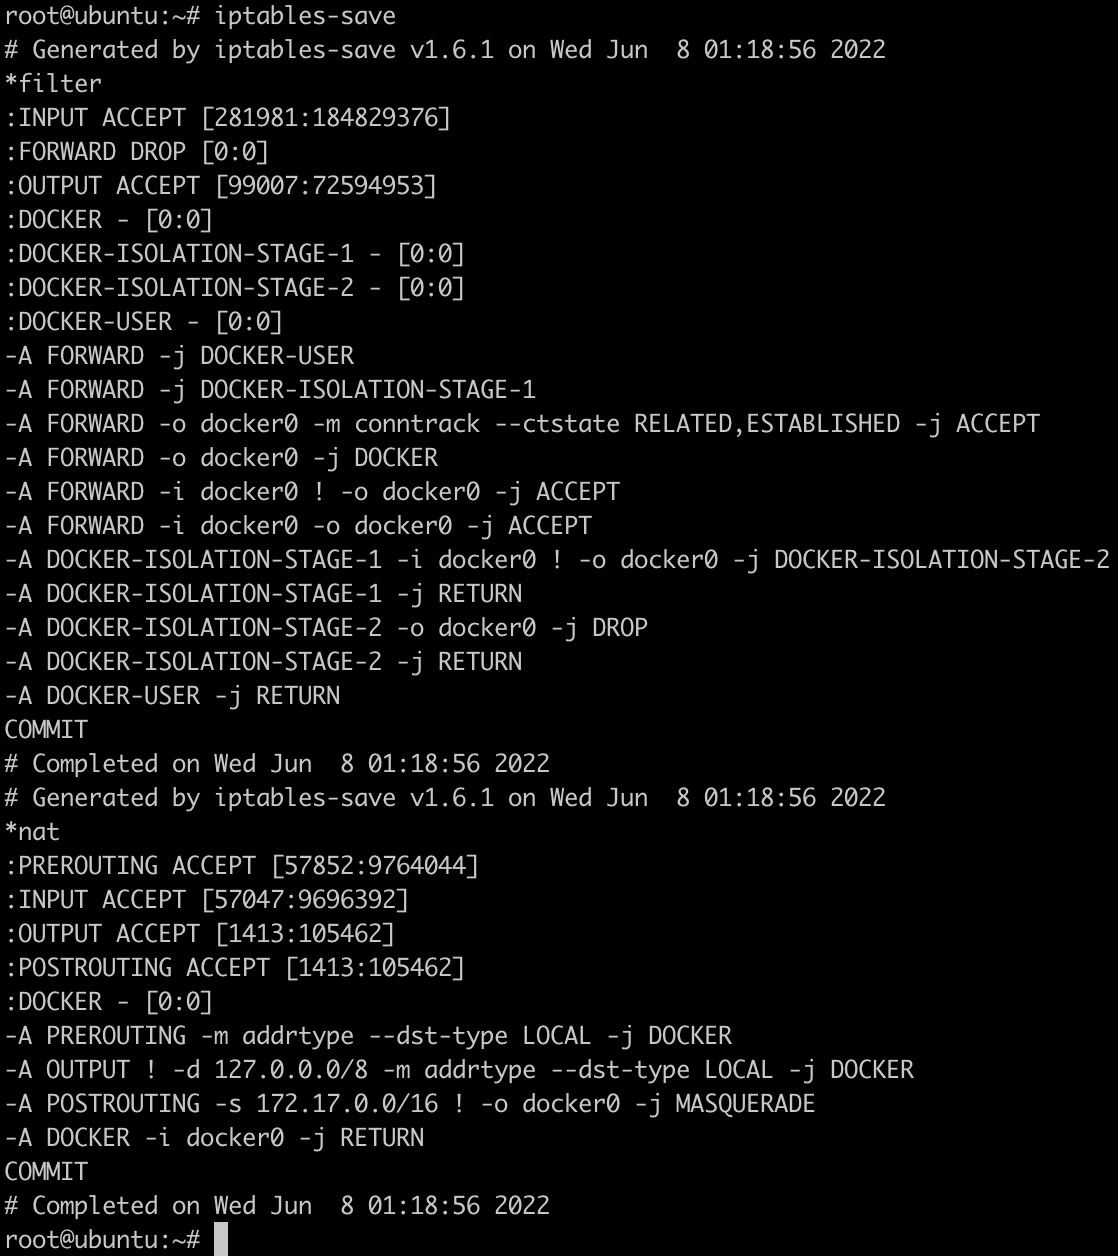 root@ubuntu:~# iptables-save
# Generated by iptables-save v1.6.1 on Wed Jun  8 01:18:56 2022
*filter
:INPUT ACCEPT [281981:184829376]
:FORWARD DROP [0:0]
:OUTPUT ACCEPT [99007:72594953]
:DOCKER - [0:0]
:DOCKER-ISOLATION-STAGE-1 - [0:0]
:DOCKER-ISOLATION-STAGE-2 - [0:0]
:DOCKER-USER - [0:0]
-A FORWARD -j DOCKER-USER
-A FORWARD -j DOCKER-ISOLATION-STAGE-1
-A FORWARD -o docker0 -m conntrack --ctstate RELATED,ESTABLISHED -j ACCEPT
-A FORWARD -o docker0 -j DOCKER
-A FORWARD -i docker0 ! -o docker0 -j ACCEPT
-A FORWARD -i docker0 -o docker0 -j ACCEPT
-A DOCKER-ISOLATION-STAGE-1 -i docker0 ! -o docker0 -j DOCKER-ISOLATION-STAGE-2
-A DOCKER-ISOLATION-STAGE-1 -j RETURN
-A DOCKER-ISOLATION-STAGE-2 -o docker0 -j DROP
-A DOCKER-ISOLATION-STAGE-2 -j RETURN
-A DOCKER-USER -j RETURN
COMMIT
# Completed on Wed Jun  8 01:18:56 2022
# Generated by iptables-save v1.6.1 on Wed Jun  8 01:18:56 2022
*nat
:PREROUTING ACCEPT [57852:9764044]
:INPUT ACCEPT [57047:9696392]
:OUTPUT ACCEPT [1413:105462]
:POSTROUTING ACCEPT [1413:105462]
:DOCKER - [0:0]
-A PREROUTING -m addrtype --dst-type LOCAL -j DOCKER
-A OUTPUT ! -d 127.0.0.0/8 -m addrtype --dst-type LOCAL -j DOCKER
-A POSTROUTING -s 172.17.0.0/16 ! -o docker0 -j MASQUERADE
-A DOCKER -i docker0 -j RETURN
COMMIT
# Completed on Wed Jun  8 01:18:56 2022
root@ubuntu:~#